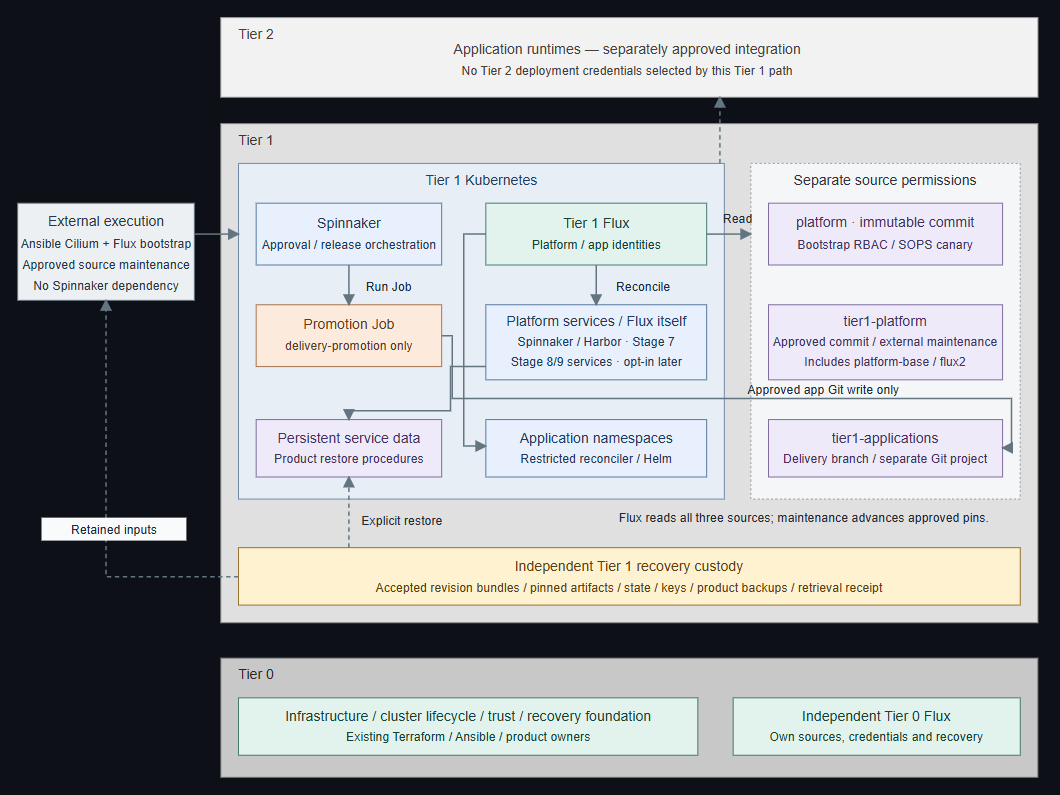 Tier 2
Application runtimes — separately approved integration
No Tier 2 deployment credentials selected by this Tier 1 path
Tier 1
Tier 1 Kubernetes
Separate source permissions
External execution
Ansible Cilium + Flux bootstrap
Approved source maintenance
No Spinnaker dependency
Spinnaker
Approval / release orchestration
Tier 1 Flux
Platform / app identities
Read
platform · immutable commit
Bootstrap RBAC / SOPS canary
Run Job
Reconcile
Promotion Job
delivery-promotion only
Platform services / Flux itself
Spinnaker / Harbor · Stage 7
Stage 8/9 services · opt-in later
tier1-platform
Approved commit / external maintenance
Includes platform-base / flux2
Approved app Git write only
Persistent service data
Product restore procedures
Application namespaces
Restricted reconciler / Helm
tier1-applications
Delivery branch / separate Git project
Retained inputs
Explicit restore
Flux reads all three sources; maintenance advances approved pins.
Independent Tier 1 recovery custody
Accepted revision bundles / pinned artifacts / state / keys / product backups / retrieval receipt
Tier 0
Infrastructure / cluster lifecycle / trust / recovery foundation
Existing Terraform / Ansible / product owners
Independent Tier 0 Flux
Own sources, credentials and recovery